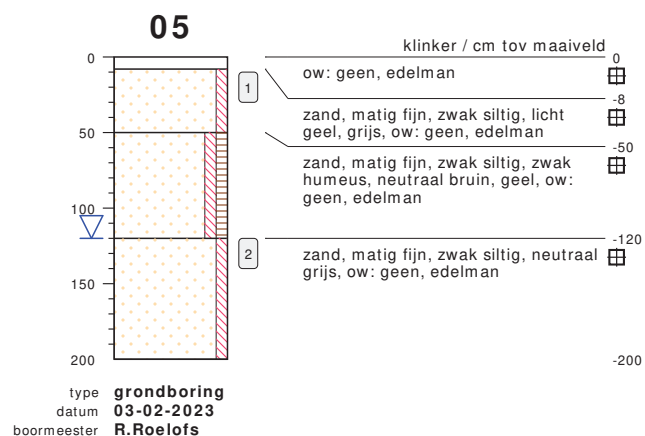 05
klinker / cm tov maaiveld
0
0
ow: geen, edelman
1
-8
zand, matig fijn, zwak siltig, licht
geel, grijs, ow: geen, edelman
50
-50
zand, matig fijn, zwak siltig, zwak
humeus, neutraal bruin, geel, ow:
geen, edelman
100
-120
2
zand, matig fijn, zwak siltig, neutraal
grijs, ow: geen, edelman
150
200
-200
type grondboring
datum 03-02-2023
boormeester R.Roelofs